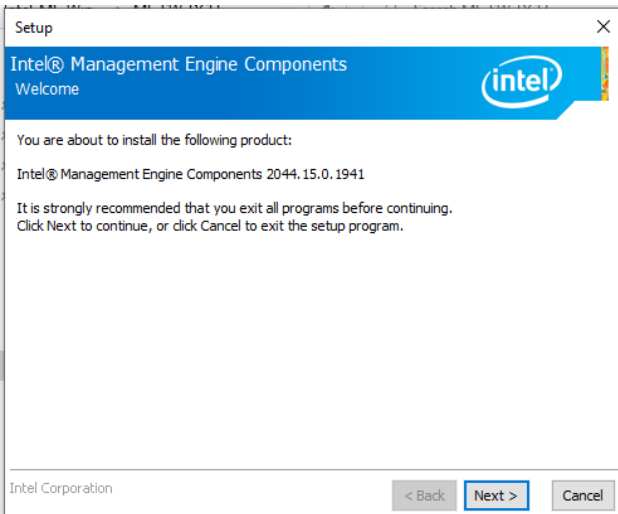 Setup
Intel® Management Engine Components
Welcome
intel
You are about to install the following product:
Intel® Management Engine Components 2044.15.0.1941
It is strongly recommended that you exit all programs before continuing.
Click Next to continue, or click Cancel to exit the setup program.
Intel Corporation
< Back
Next >
Cancel